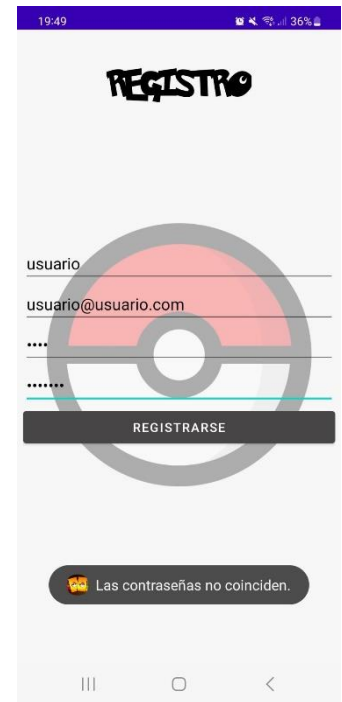 19:49
36%
REGISTRO
usuario
usuario@usuario.com
••••
•••••••
REGISTRARSE
Las contraseñas no coinciden.